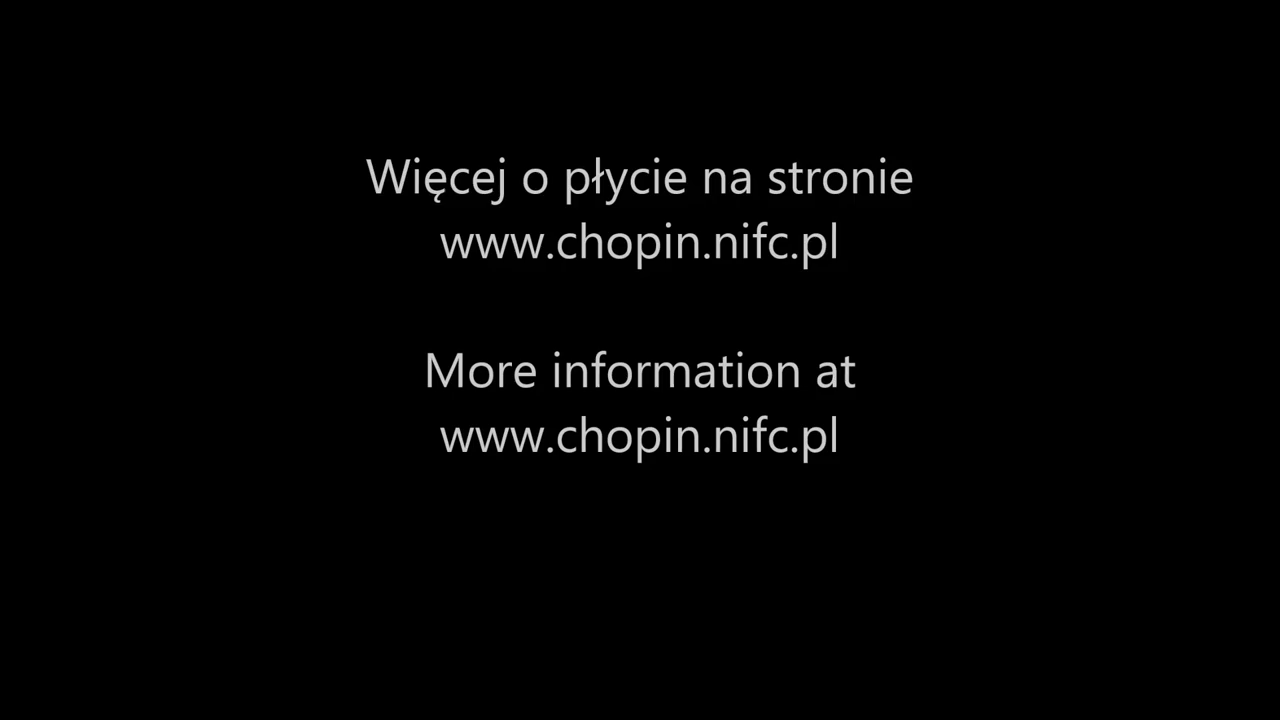 Więcej o płycie na stronie
www.chopin.nifc.pl
More information at
www.chopin.nifc.pl